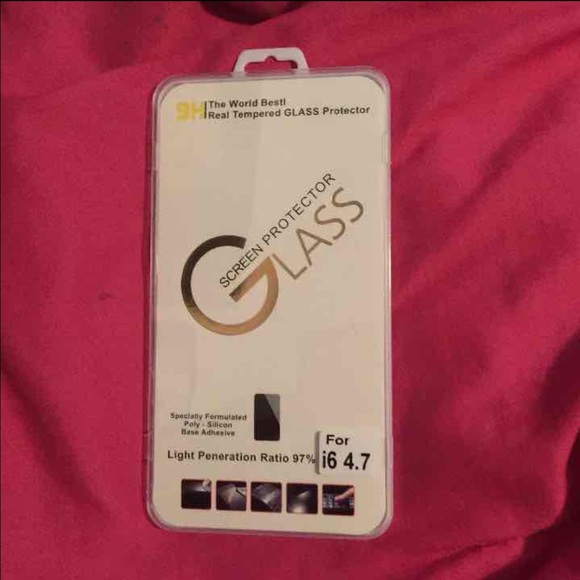 9H The World Best!
Real Tempered GLASS Protector
SCREEN PROTECTOR
GLASS
Specially Formulated
Poly - Silicon
Base Adhesive
Light Peneration Ratio 97%
For
i6 4.7